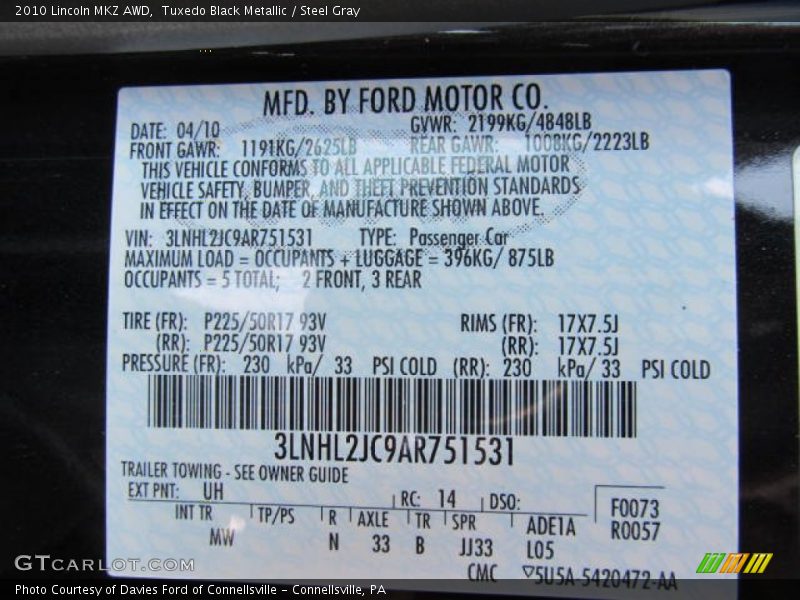 2010 Lincoln MKZ AWD, Tuxedo Black Metallic / Steel Gray
MFD. BY FORD MOTOR CO.
DATE: 04/10 GVWR: 2199KG/4848LB
FRONT GAWR: 1191KG/2625LB REAR GAWR: 1008KG/2223LB
THIS VEHICLE CONFORMS TO ALL APPLICABLE FEDERAL MOTOR
VEHICLE SAFETY, BUMPER, AND THEFT PREVENTION STANDARDS
IN EFFECT ON THE DATE OF MANUFACTURE SHOWN ABOVE.
VIN: 3LNHL2JC9AR751531 TYPE: Passenger Car
MAXIMUM LOAD = OCCUPANTS + LUGGAGE = 396KG/ 875LB
OCCUPANTS = 5 TOTAL; 2 FRONT, 3 REAR
TIRE (FR): P225/50R17 93V RIMS (FR): 17X7.5J
(RR): P225/50R17 93V (RR): 17X7.5J
PRESSURE (FR): 230 kPa/ 33 PSI COLD (RR): 230 kPa/ 33 PSI COLD
3LNHL2JC9AR751531
TRAILER TOWING - SEE OWNER GUIDE
EXT PNT: UH RC: 14 DSO: F0073
INT TR TP/PS R AXLE TR SPR ADE1A R0057
MW N 33 B JJ33 L05
CMC ▽5U5A-5420472-AA
GTCARLOT.COM
Photo Courtesy of Davies Ford of Connellsville – Connellsville, PA